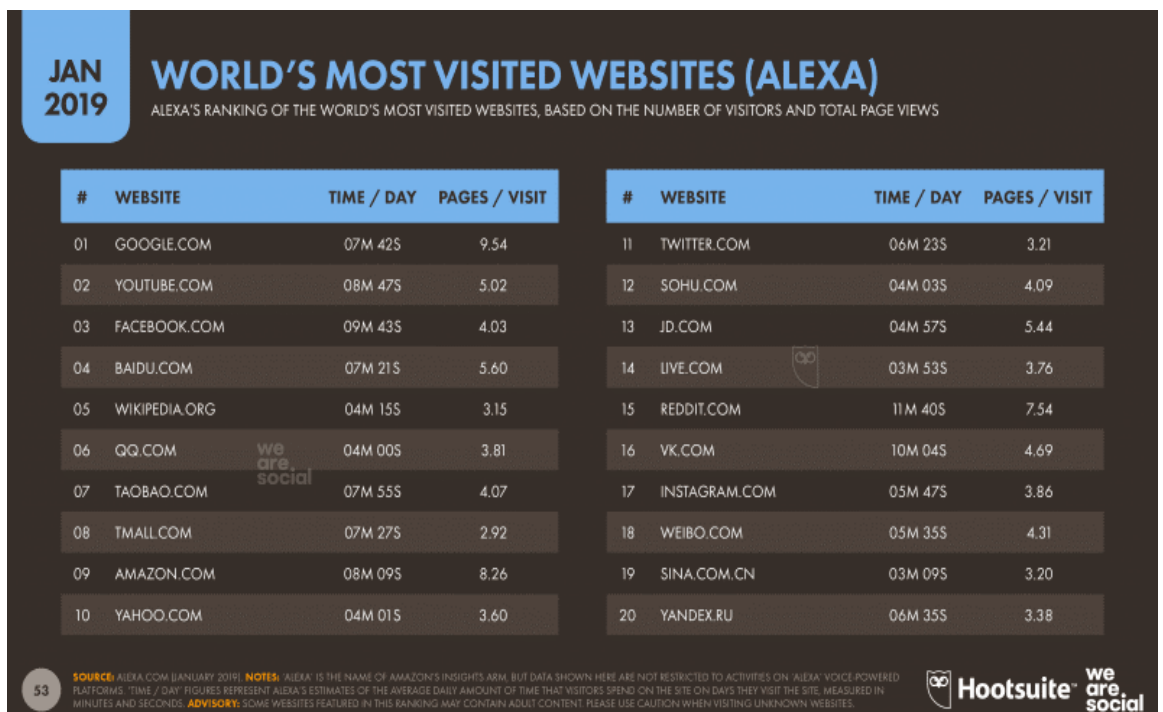 JAN
2019
WORLD'S MOST VISITED WEBSITES (ALEXA)
ALEXA'S RANKING OF THE WORLD'S MOST VISITED WEBSITES, BASED ON THE NUMBER OF VISITORS AND TOTAL PAGE VIEWS
# WEBSITE TIME / DAY PAGES / VISIT
01 GOOGLE.COM 07M 42S 9.54
02 YOUTUBE.COM 08M 47S 5.02
03 FACEBOOK.COM 09M 43S 4.03
04 BAIDU.COM 07M 21S 5.60
05 WIKIPEDIA.ORG 04M 15S 3.15
06 QQ.COM 04M 00S 3.81
07 TAOBAO.COM 07M 55S 4.07
08 TMALL.COM 07M 27S 2.92
09 AMAZON.COM 08M 09S 8.26
10 YAHOO.COM 04M 01S 3.60
we
are.
social
# WEBSITE TIME / DAY PAGES / VISIT
11 TWITTER.COM 06M 23S 3.21
12 SOHU.COM 04M 03S 4.09
13 JD.COM 04M 57S 5.44
14 LIVE.COM 03M 53S 3.76
15 REDDIT.COM 11M 40S 7.54
16 VK.COM 10M 04S 4.69
17 INSTAGRAM.COM 05M 47S 3.86
18 WEIBO.COM 05M 35S 4.31
19 SINA.COM.CN 03M 09S 3.20
20 YANDEX.RU 06M 35S 3.38
53
SOURCE: ALEXA.COM (JANUARY 2019). NOTES: 'ALEXA' IS THE NAME OF AMAZON'S INSIGHTS ARM, BUT DATA SHOWN HERE ARE NOT RESTRICTED TO ACTIVITIES ON 'ALEXA' VOICE-POWERED
PLATFORMS. 'TIME / DAY' FIGURES REPRESENT ALEXA'S ESTIMATES OF THE AVERAGE DAILY AMOUNT OF TIME THAT VISITORS SPEND ON THE SITE ON DAYS THEY VISIT THE SITE, MEASURED IN
MINUTES AND SECONDS. ADVISORY: SOME WEBSITES FEATURED IN THIS RANKING MAY CONTAIN ADULT CONTENT. PLEASE USE CAUTION WHEN VISITING UNKNOWN WEBSITES.
Hootsuite™
we
are.
social